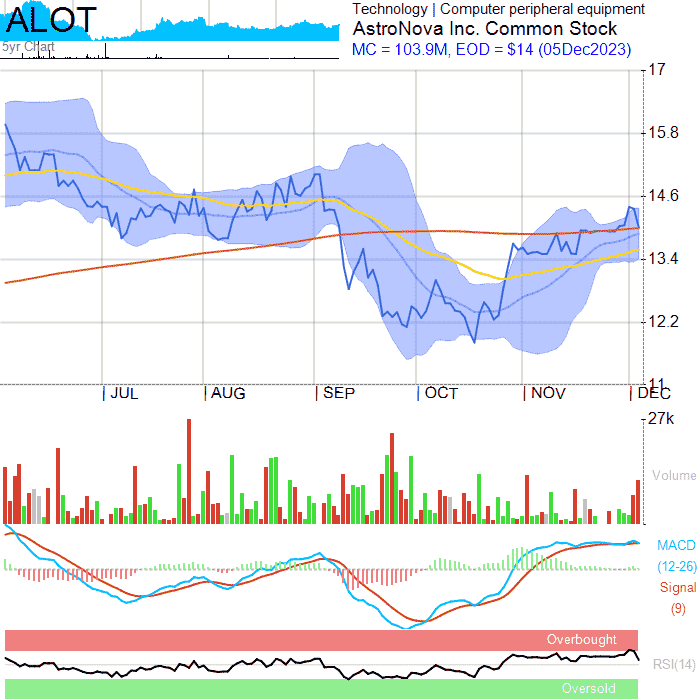 ALOT
5yr Chart
Technology | Computer peripheral equipment
AstroNova Inc. Common Stock
MC = 103.9M, EOD = $14 (05Dec2023)
17
15.8
14.6
13.4
12.2
11
JUL AUG SEP OCT NOV DEC
27k
Volume
MACD
(12-26)
Signal
(9)
Overbought
RSI(14)
Oversold